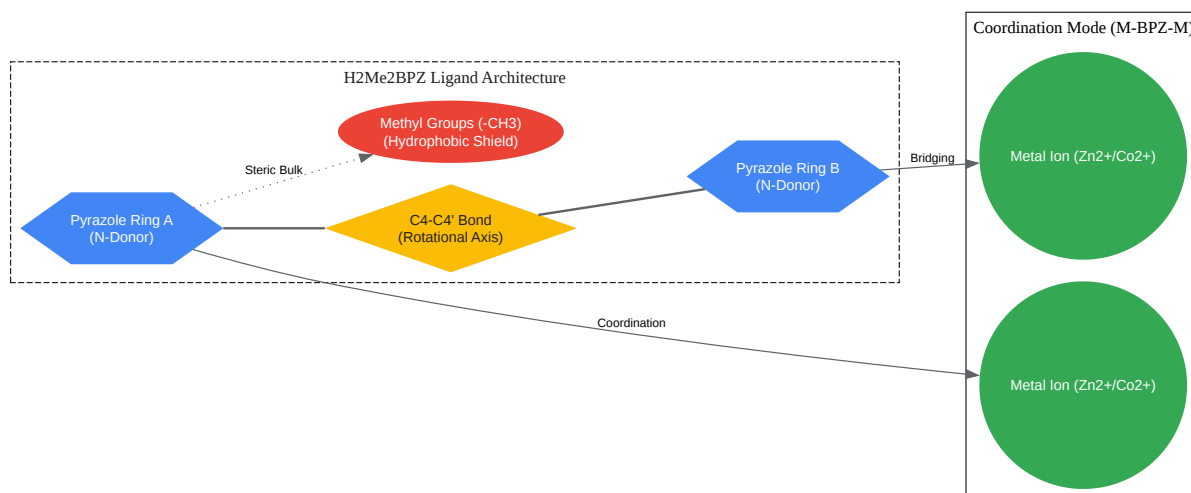 Coordination Mode (M-BPZ-M)
H2Me2BPZ Ligand Architecture
Methyl Groups (-CH3)
(Hydrophobic Shield)
Steric Bulk
Pyrazole Ring A
(N-Donor)
C4-C4' Bond
(Rotational Axis)
Pyrazole Ring B
(N-Donor)
Bridging
Metal Ion (Zn2+/Co2+)
Coordination
Metal Ion (Zn2+/Co2+)